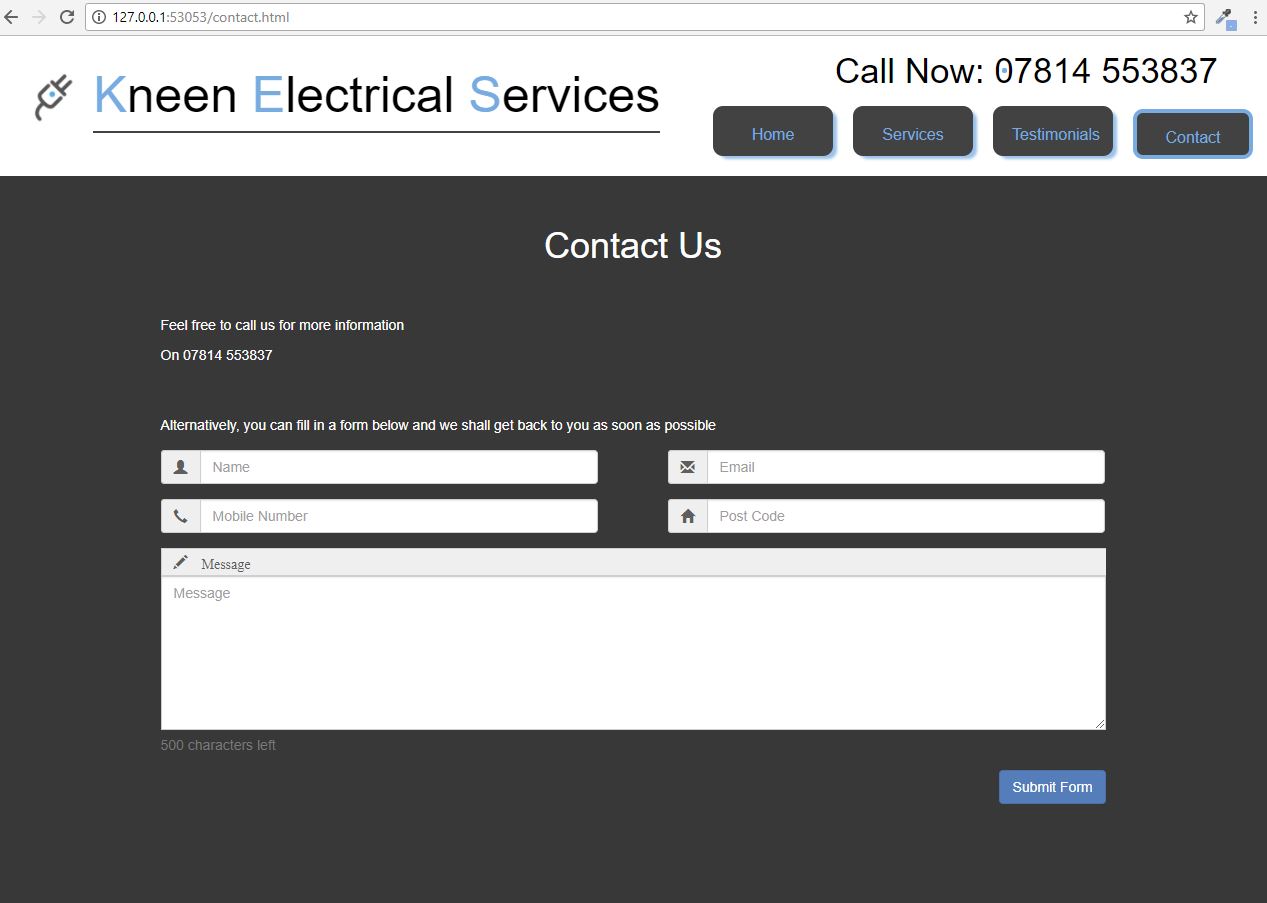 127.0.0.1:53053/contact.html
Kneen Electrical Services
Call Now: 07814 553837
Home
Services
Testimonials
Contact
Contact Us
Feel free to call us for more information
On 07814 553837
Alternatively, you can fill in a form below and we shall get back to you as soon as possible
Name
Email
Mobile Number
Post Code
Message
Message
500 characters left
Submit Form